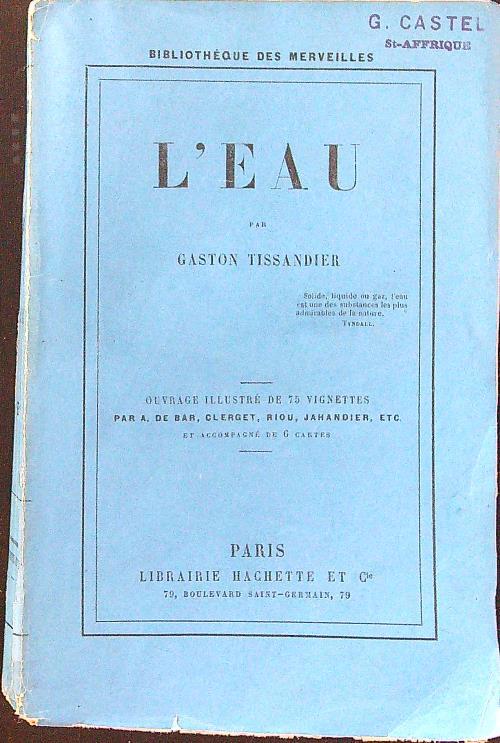 G. CASTEL
St-AFFRIQUE
BIBLIOTHÈQUE DES MERVEILLES
L'EAU
PAR
GASTON TISSANDIER
Solide, liquide ou gaz, l'eau
est une des substances les plus
admirables de la nature.
TYNDALL.
OUVRAGE ILLUSTRÉ DE 75 VIGNETTES
PAR A. DE BAR, CLERGET, RIOU, JAHANDIER, ETC.
ET ACCOMPAGNÉ DE 6 CARTES
PARIS
LIBRAIRIE HACHETTE ET Cie
79, BOULEVARD SAINT-GERMAIN, 79